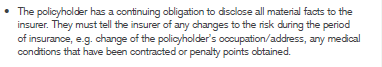 • The policyholder has a continuing obligation to disclose all material facts to the
insurer. They must tell the insurer of any changes to the risk during the period
of insurance, e.g. change of the policyholder's occupation/address, any medical
conditions that have been contracted or penalty points obtained.